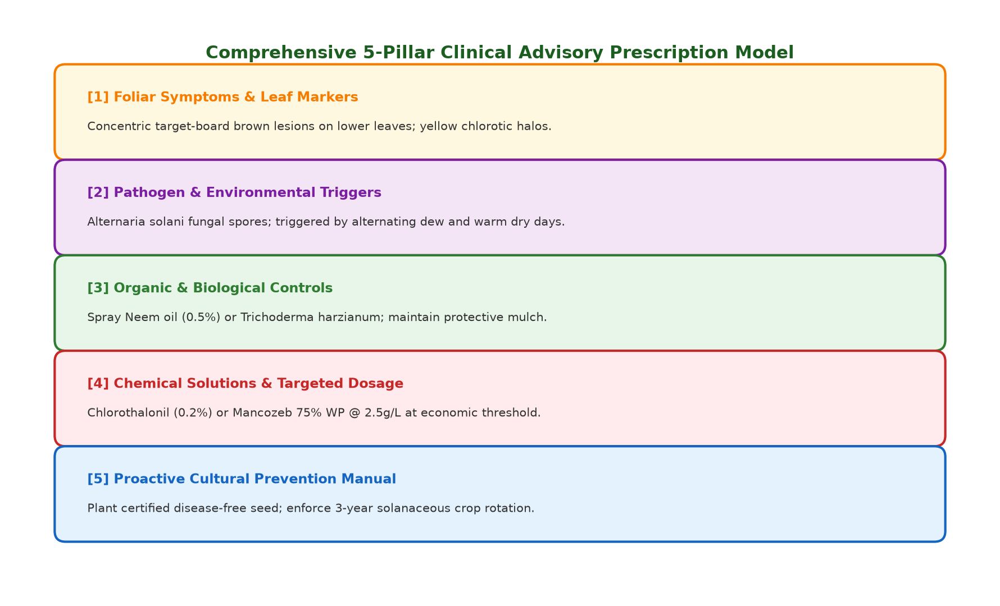 Comprehensive 5-Pillar Clinical Advisory Prescription Model
[1] Foliar Symptoms & Leaf Markers
Concentric target-board brown lesions on lower leaves; yellow chlorotic halos.
[2] Pathogen & Environmental Triggers
Alternaria solani fungal spores; triggered by alternating dew and warm dry days.
[3] Organic & Biological Controls
Spray Neem oil (0.5%) or Trichoderma harzianum; maintain protective mulch.
[4] Chemical Solutions & Targeted Dosage
Chlorothalonil (0.2%) or Mancozeb 75% WP @ 2.5g/L at economic threshold.
[5] Proactive Cultural Prevention Manual
Plant certified disease-free seed; enforce 3-year solanaceous crop rotation.